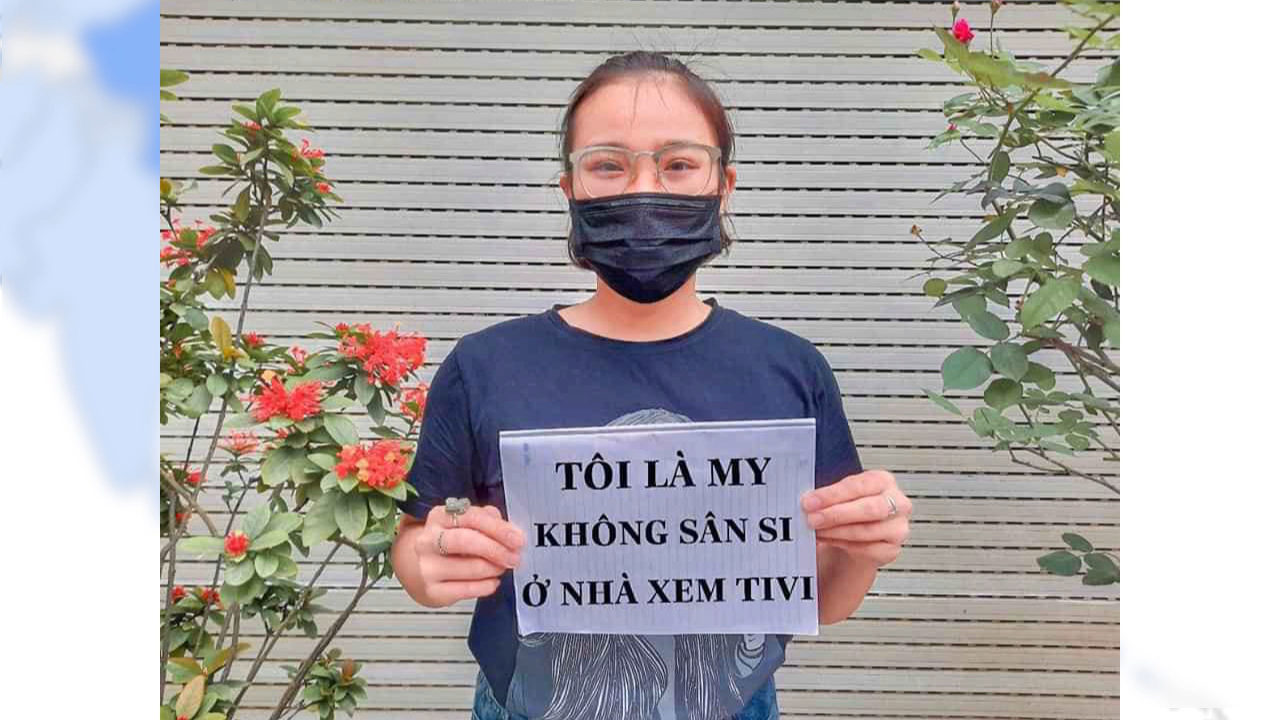 TÔI LÀ MY
KHÔNG SÂN SI
Ở NHÀ XEM TIVI